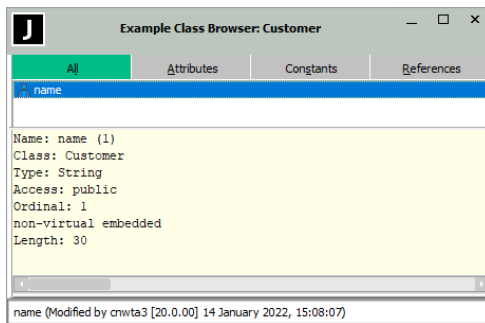 J
Example Class Browser: Customer
All Attributes Constants References
name
Name: name (1)
Class: Customer
Type: String
Access: public
Ordinal: 1
non-virtual embedded
Length: 30
name (Modified by cnwta3 [20.0.00] 14 January 2022, 15:08:07)